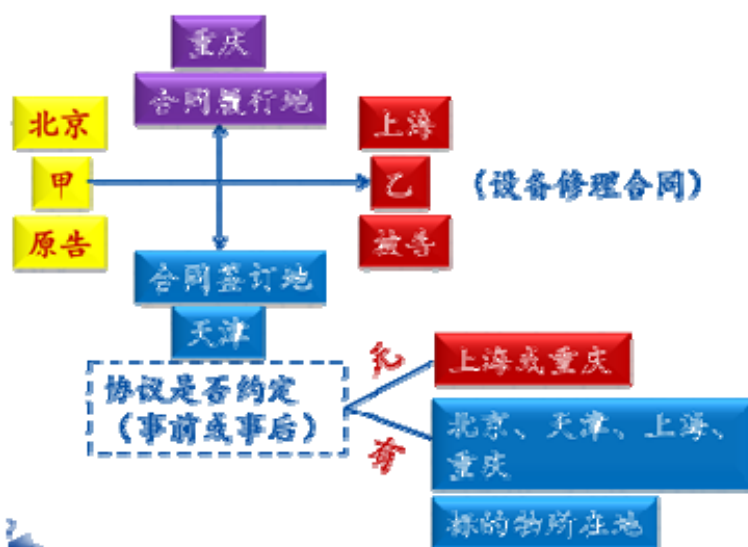 重庆
合同履行地
北京
上海
甲
乙
(设备修理合同)
原告
被告
合同签订地
天津
协议是否约定
(事前或事后)
上海或重庆
有
北京、天津、上海、
重庆
标的物所在地